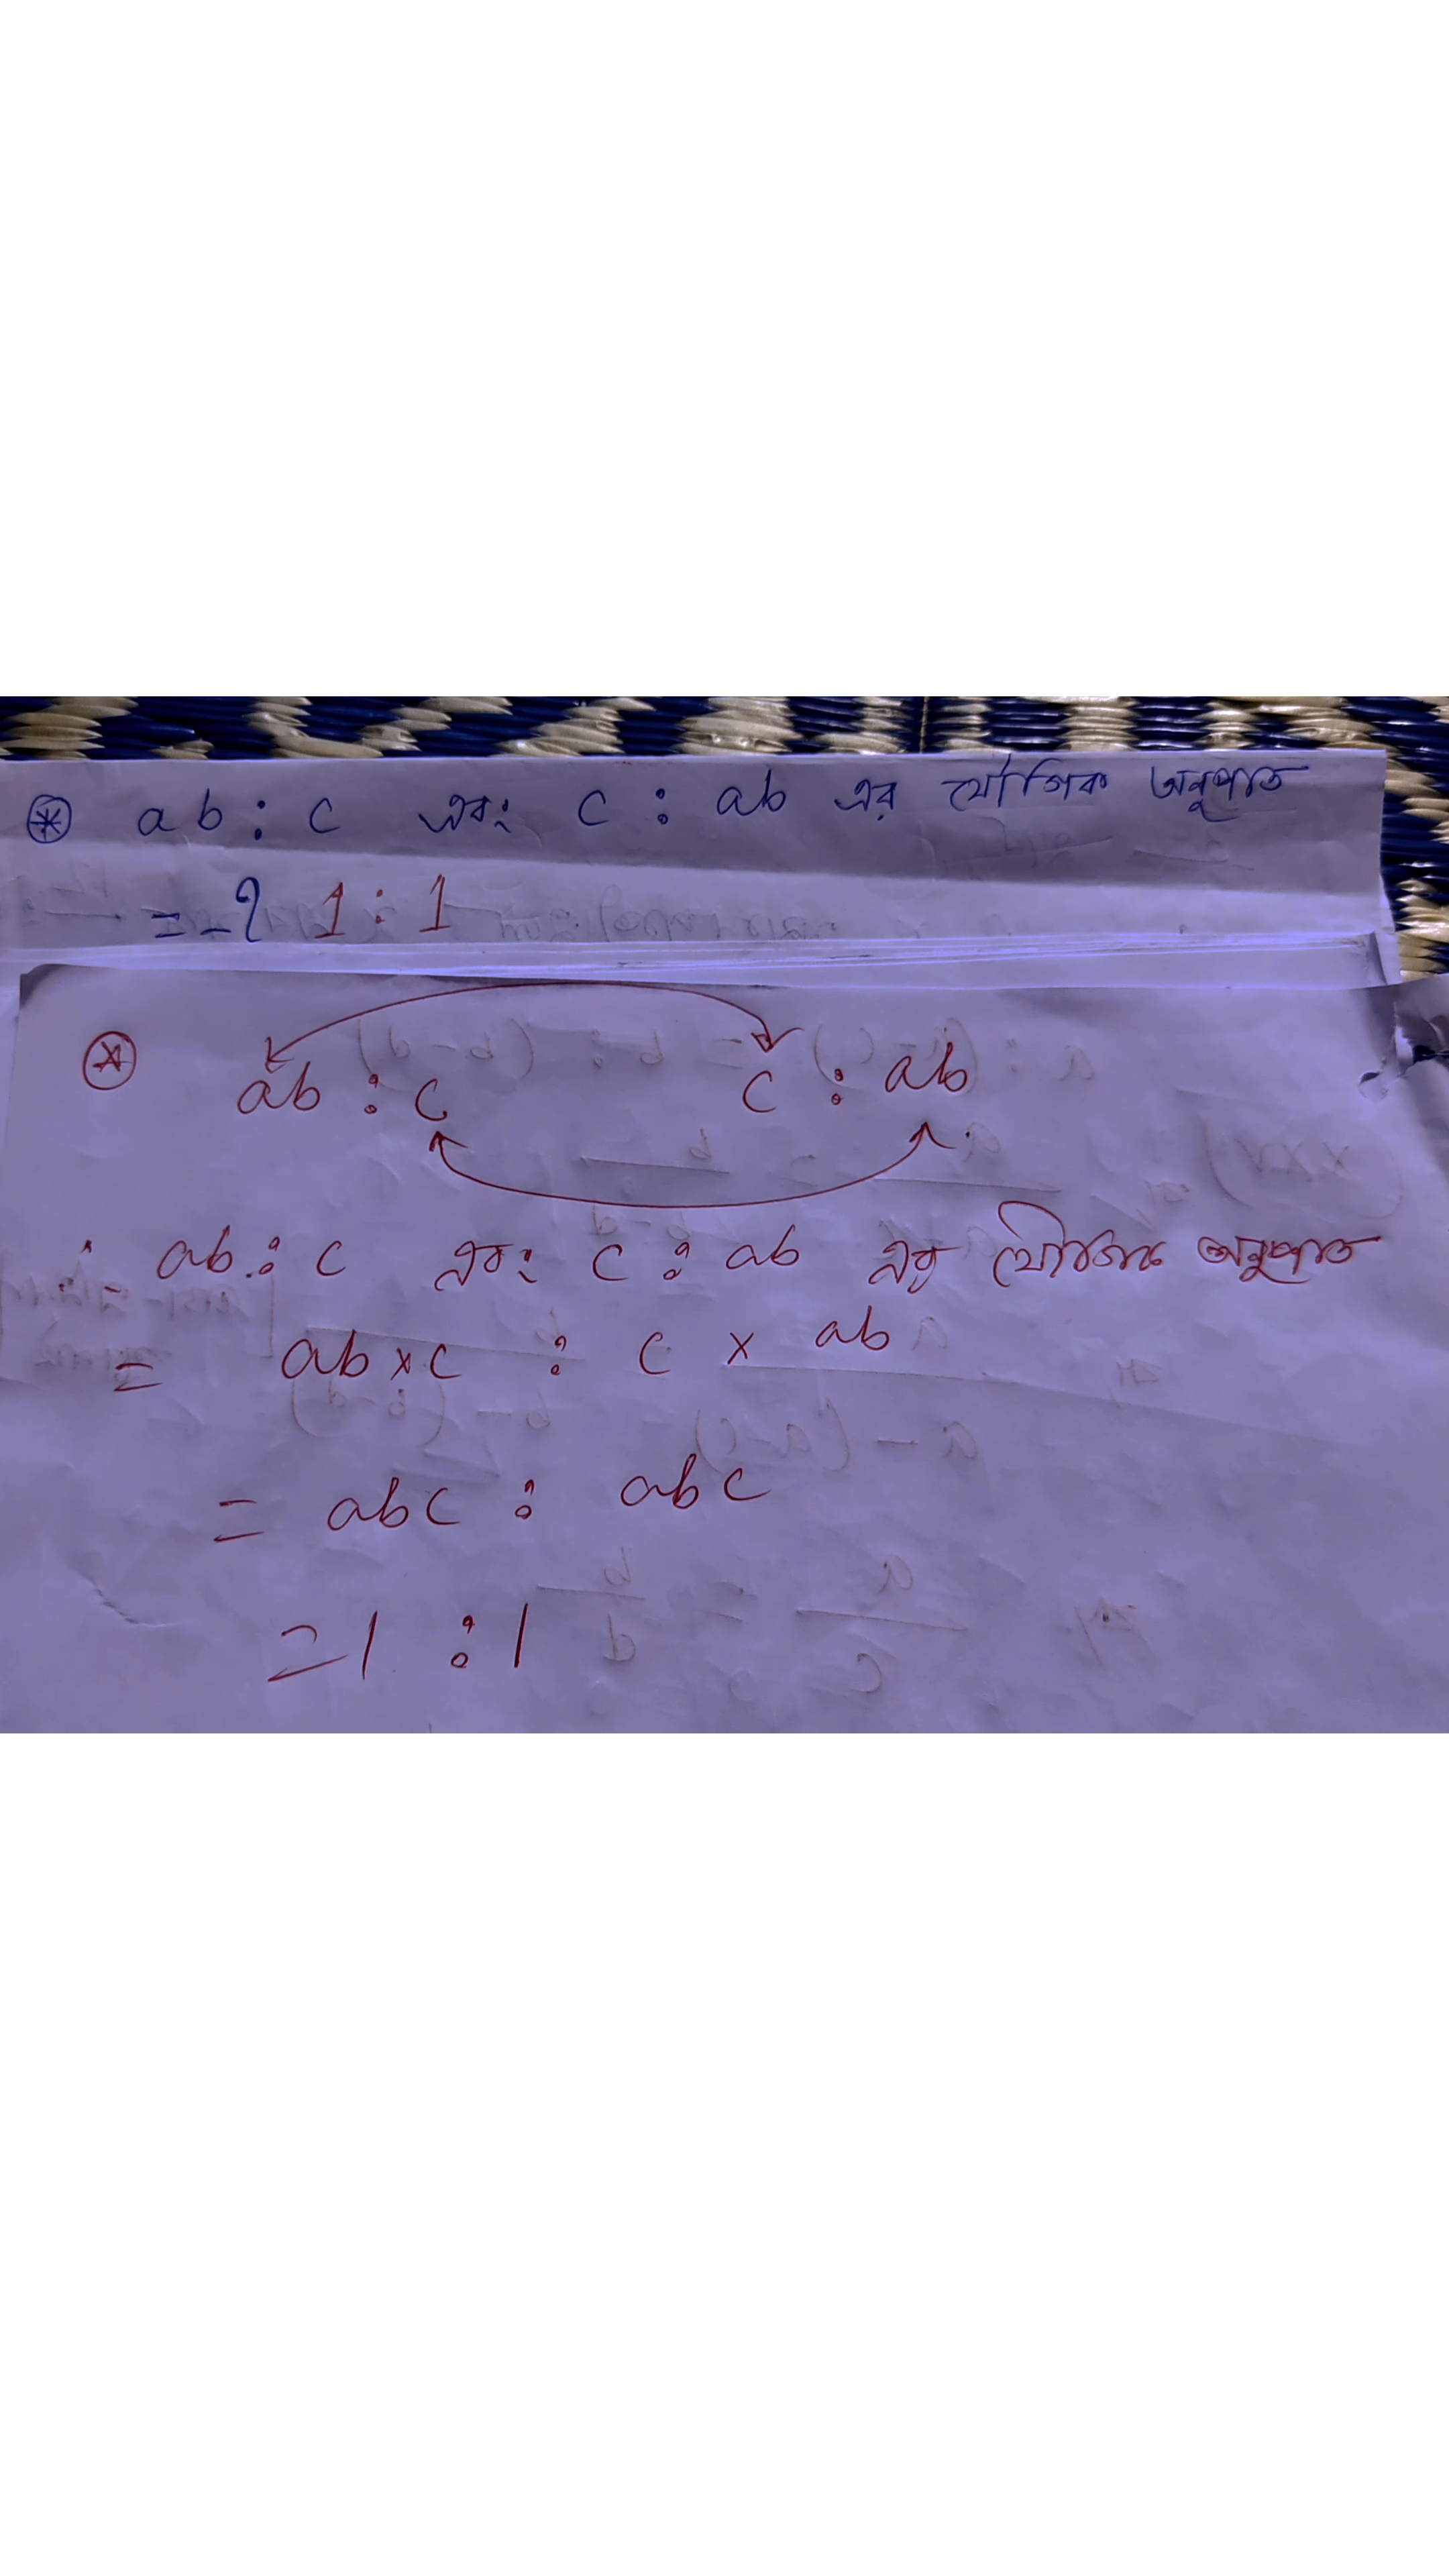 ab : c এবং c : ab এর যৌগিক অনুপাত
= ? 1 : 1
ab : c c : ab
∴ ab : c এবং c : ab এর যৌগিক অনুপাত
= ab × c : c × ab
= abc : abc
= 1 : 1